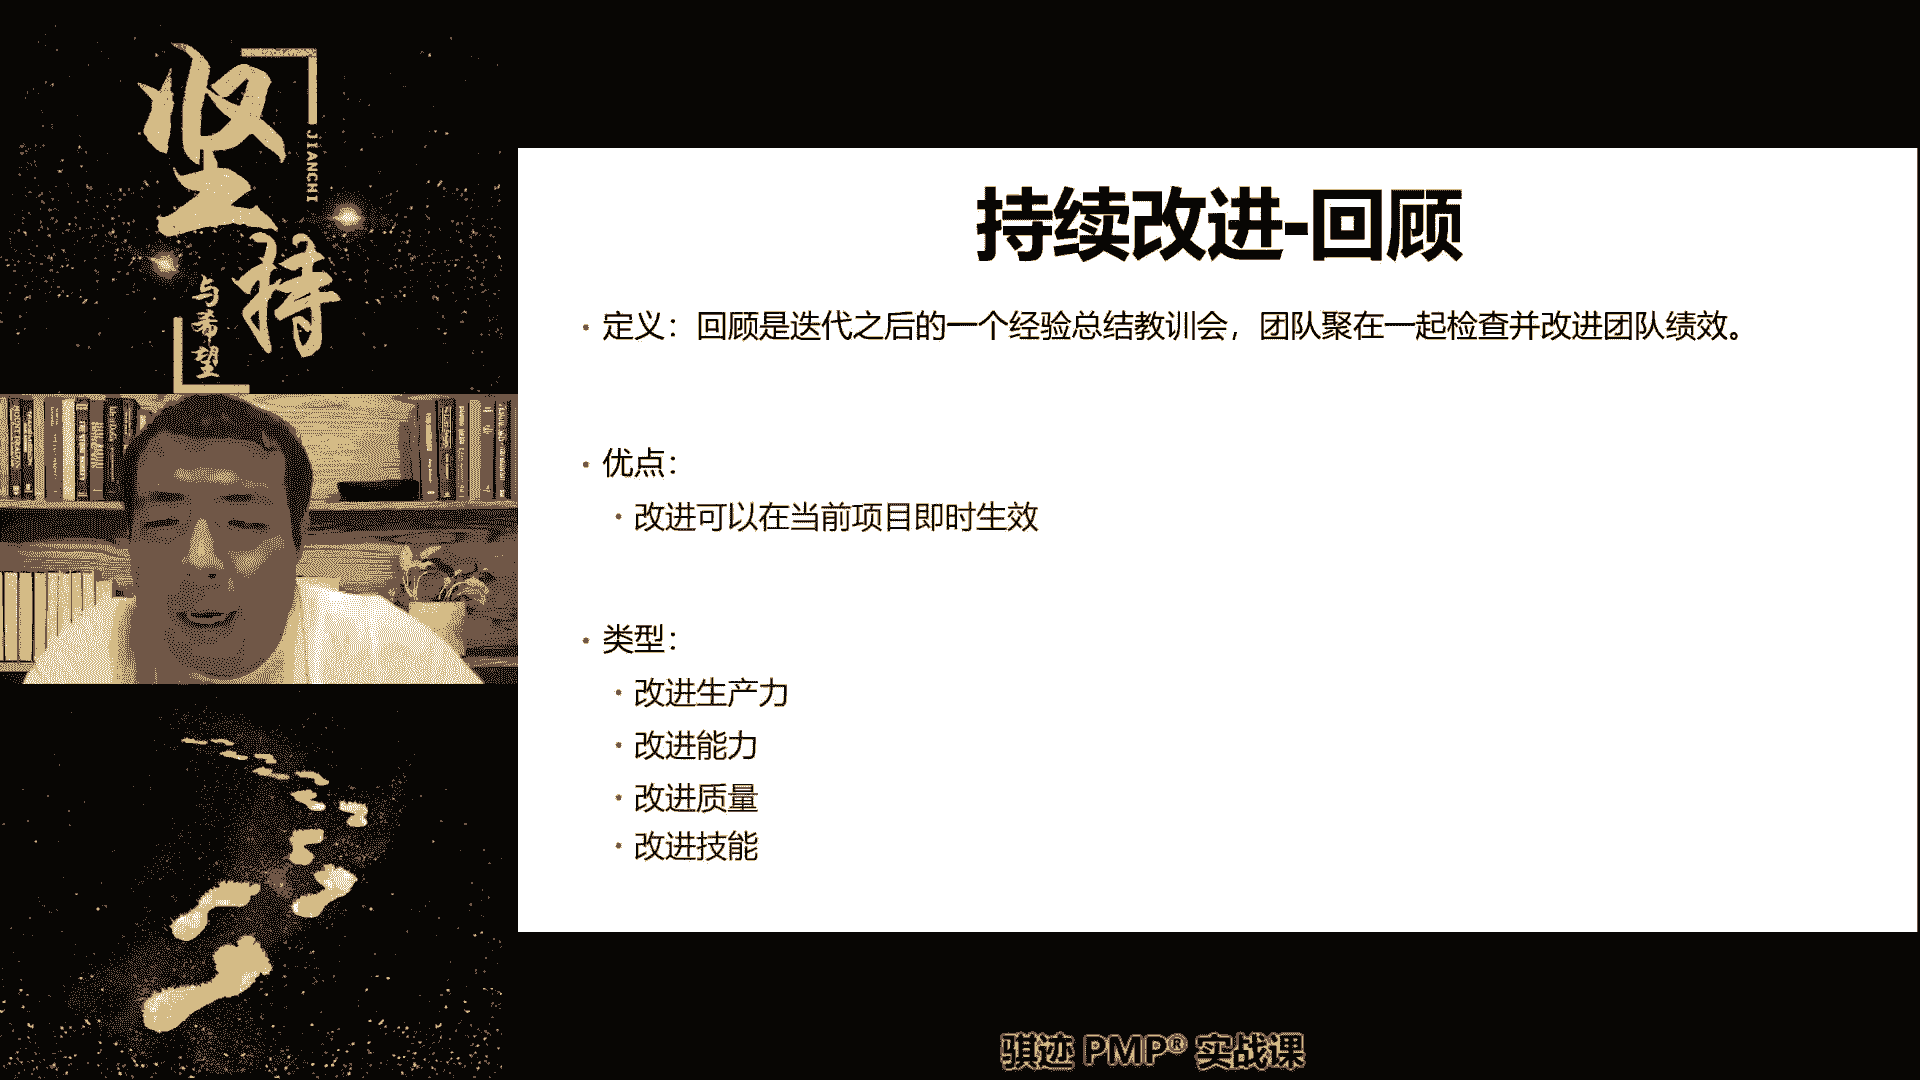 坚持
JIANCHI
与希望
持续改进-回顾
• 定义：回顾是迭代之后的一个经验总结教训会，团队聚在一起检查并改进团队绩效。
• 优点：
• 改进可以在当前项目即时生效
• 类型：
• 改进生产力
• 改进能力
• 改进质量
• 改进技能
骐迹 PMP® 实战课